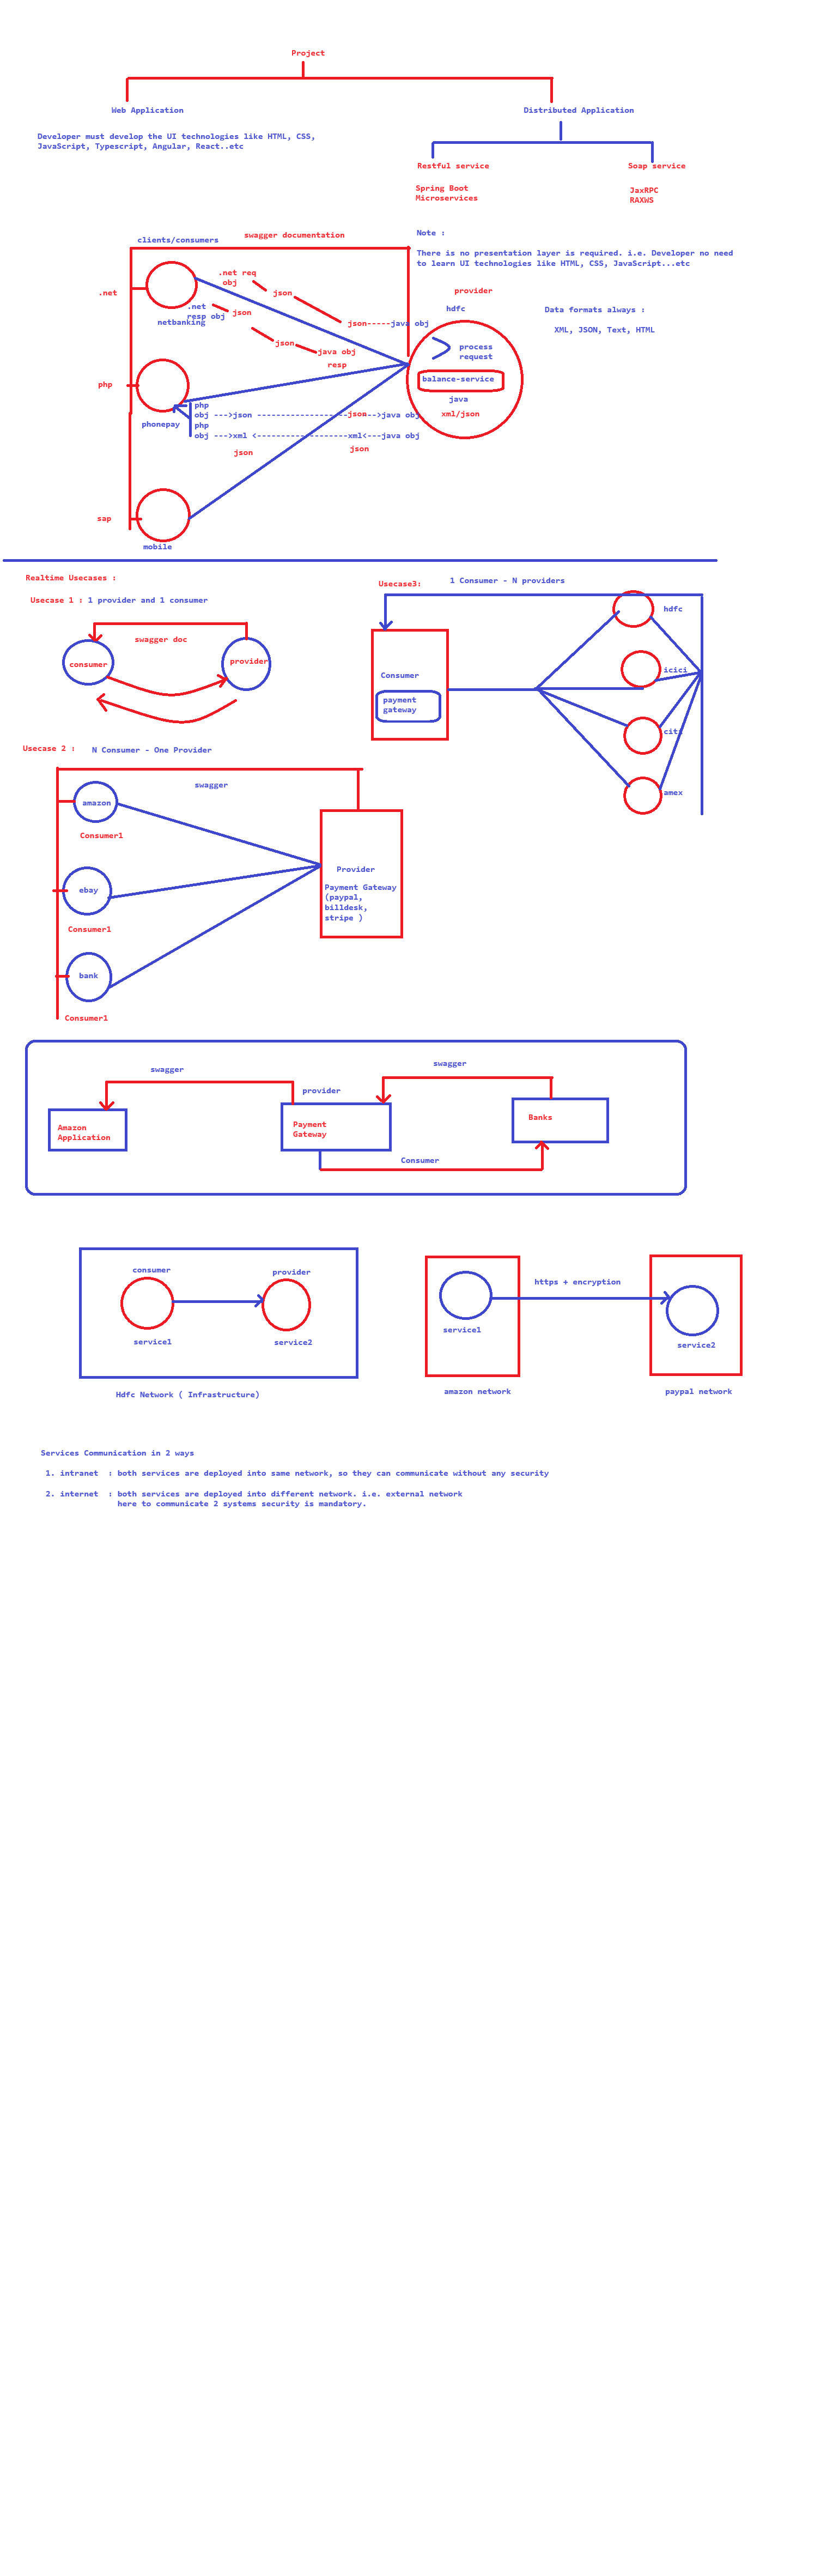 Project
Web Application
Distributed Application
Developer must develop the UI technologies like HTML, CSS,
JavaScript, Typescript, Angular, React..etc
Restful service
Soap service
Spring Boot
Microservices
JaxRPC
RAXWS
Note :
There is no presentation layer is required. i.e. Developer no need
to learn UI technologies like HTML, CSS, JavaScript...etc
swagger documentation
clients/consumers
.net req
obj
json
.net
.net
resp obj
json
netbanking
json-----java obj
json
java obj
resp
provider
hdfc
Data formats always :
XML, JSON, Text, HTML
process
request
balance-service
java
xml/json
php
phonepay
php
obj --->json -------------------json--->java obj
php
obj --->xml <-------------------xml<---java obj
json
json
sap
mobile
Realtime Usecases :
Usecase 1 : 1 provider and 1 consumer
swagger doc
consumer
provider
Usecase3:
1 Consumer - N providers
hdfc
icici
Consumer
payment
gateway
amex
Usecase 2 :
N Consumer - One Provider
swagger
amazon
Consumer1
ebay
Consumer1
bank
Consumer1
Provider
Payment Gateway
(paypal,
billdesk,
stripe )
swagger
swagger
provider
Amazon
Application
Payment
Gateway
Banks
Consumer
consumer
provider
service1
service2
Hdfc Network ( Infrastructure)
https + encryption
service1
service2
amazon network
paypal network
Services Communication in 2 ways
1. intranet : both services are deployed into same network, so they can communicate without any security
2. internet : both services are deployed into different network. i.e. external network
here to communicate 2 systems security is mandatory.